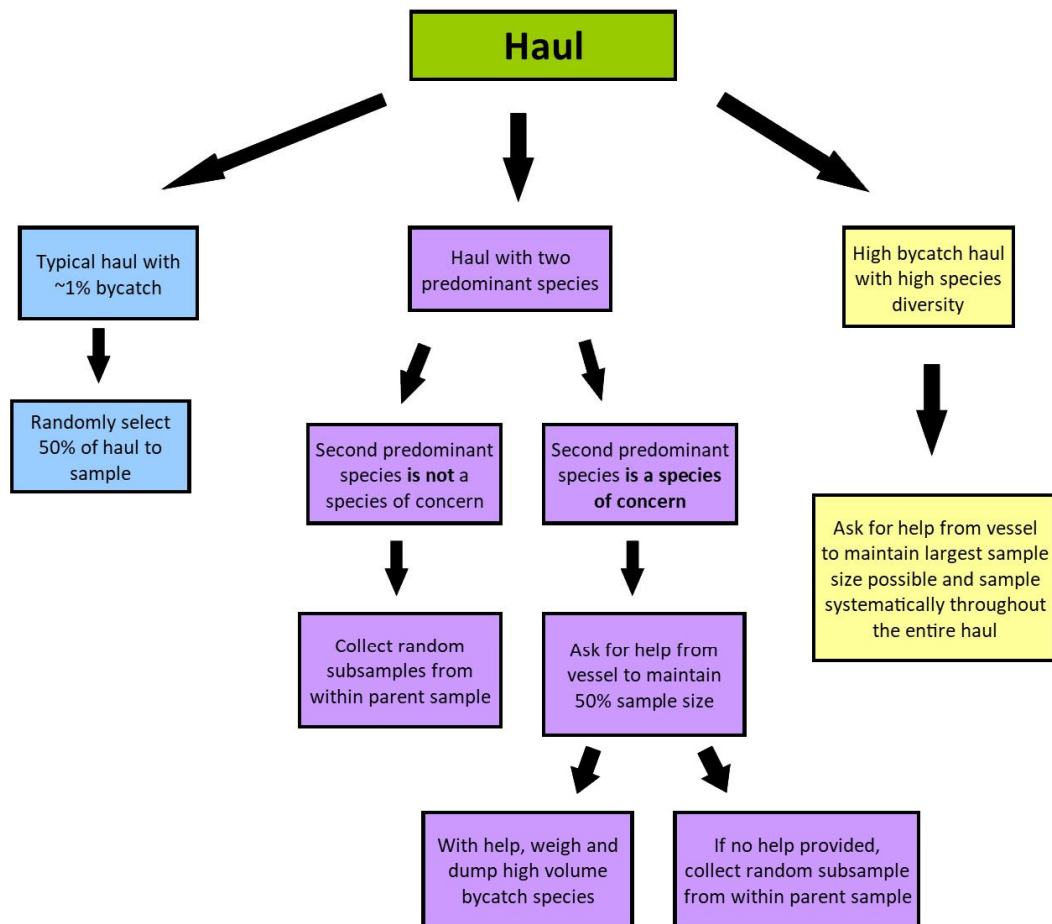 Haul
Typical haul with
~1% bycatch
Randomly select
50% of haul to
sample
Haul with two
predominant species
Second predominant
species is not a
species of concern
Collect random
subsamples from
within parent sample
Second predominant
species is a species
of concern
Ask for help from
vessel to maintain
50% sample size
With help, weigh and
dump high volume
bycatch species
If no help provided,
collect random subsample
from within parent sample
High bycatch haul
with high species
diversity
Ask for help from vessel
to maintain largest sample
size possible and sample
systematically throughout
the entire haul